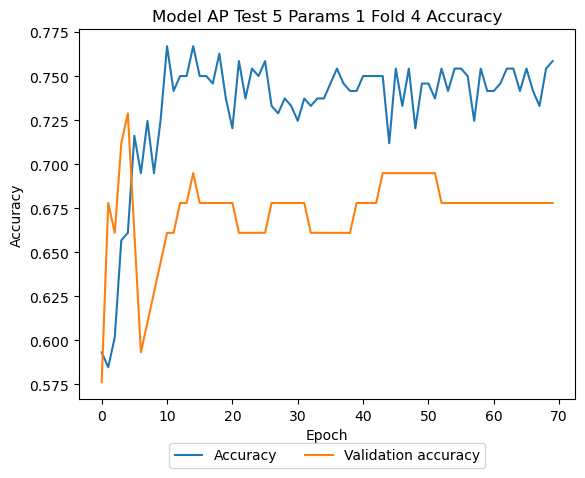 Model AP Test 5 Params 1 Fold 4 Accuracy
0.775
0.750
0.725
0.700
0.675
0.650
0.625
0.600
0.575
Accuracy
0 10 20 30 40 50 60 70
Epoch
Accuracy Validation accuracy